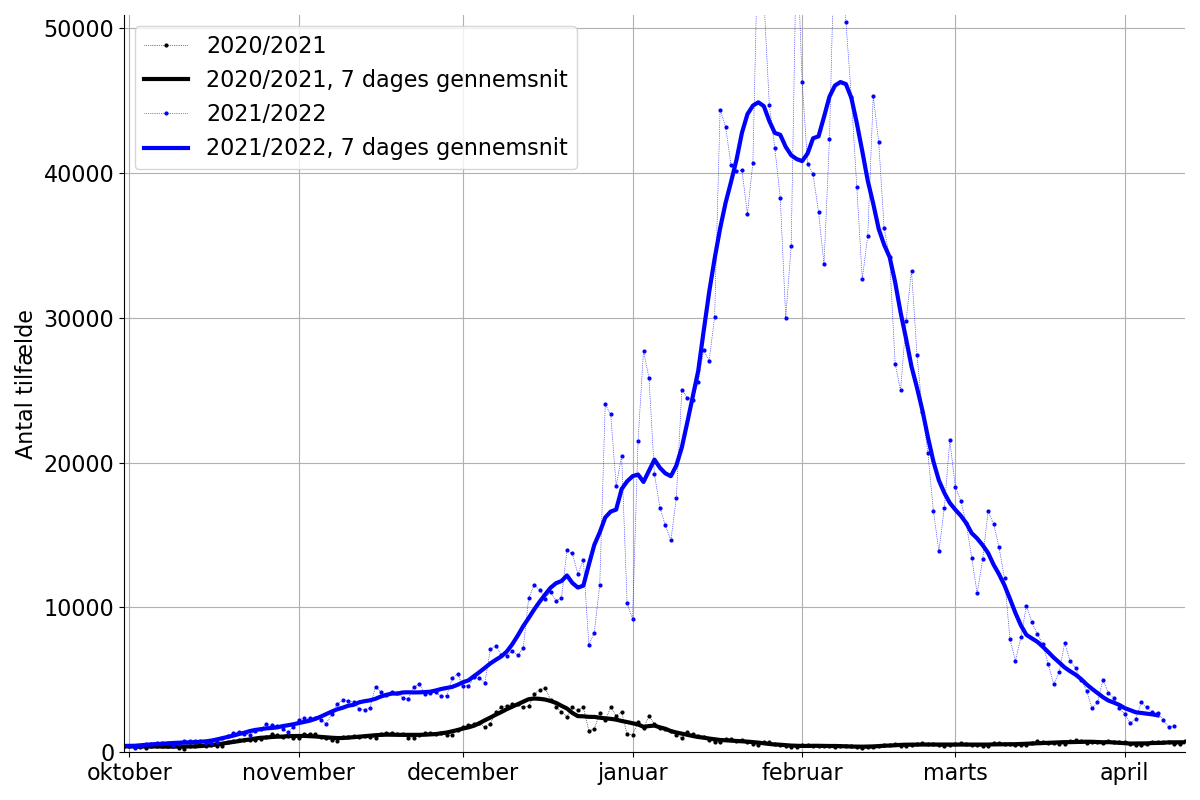 50000
40000
30000
20000
10000
0
Antal tilfælde
2020/2021
2020/2021, 7 dages gennemsnit
2021/2022
2021/2022, 7 dages gennemsnit
oktober november december januar februar marts april